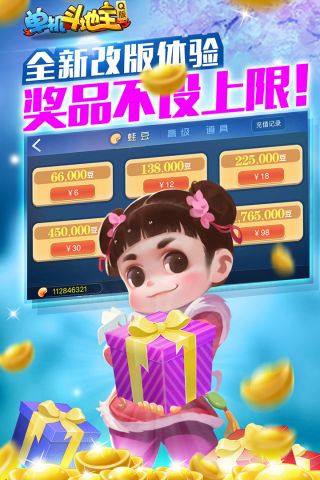 单机斗地主Q版
全新改版体验
奖品不设上限!
蛙豆 高级 道具 充值记录
66,000豆 138,000豆 225,000豆
¥6 ¥12 ¥18
450,000豆 ,765,000豆
¥30 ¥98
112846321